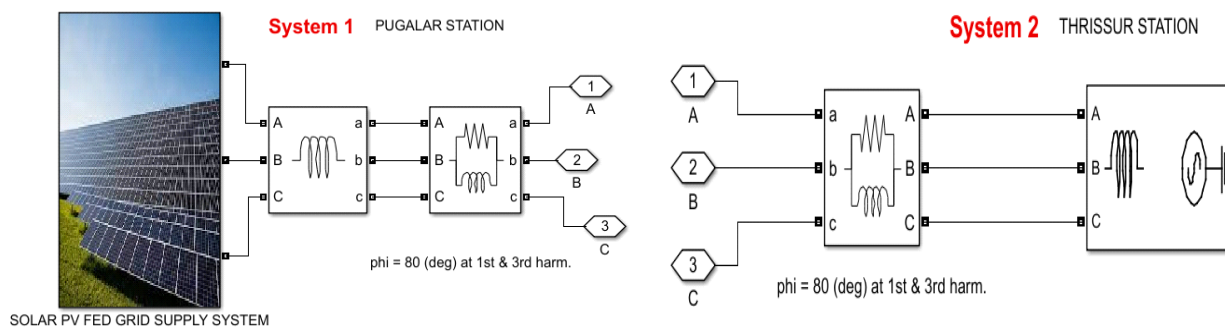 System 1 PUGALAR STATION
A a A a 1
A
B b B b 2
B
C c C c 3
C
phi = 80 (deg) at 1st & 3rd harm.
SOLAR PV FED GRID SUPPLY SYSTEM
System 2 THRISSUR STATION
1 a A A
A
2 b B B
B
3 c C C
C
phi = 80 (deg) at 1st & 3rd harm.